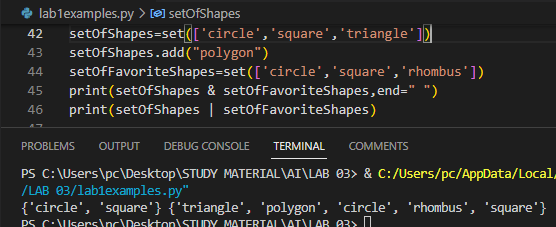 lab1examples.py > setOfShapes
42 setOfShapes=set(['circle','square','triangle'])
43 setOfShapes.add("polygon")
44 setOfFavoriteShapes=set(['circle','square','rhombus'])
45 print(setOfShapes & setOfFavoriteShapes,end=" ")
46 print(setOfShapes | setOfFavoriteShapes)
47
PROBLEMS OUTPUT DEBUG CONSOLE TERMINAL COMMENTS
PS C:\Users\pc\Desktop\STUDY MATERIAL\AI\LAB 03> & C:/Users/pc/AppData/Local/
/LAB 03/lab1examples.py"
{'circle', 'square'} {'triangle', 'polygon', 'circle', 'rhombus', 'square'}
PS C:\Users\pc\Desktop\STUDY MATERIAL\AI\LAB 03>